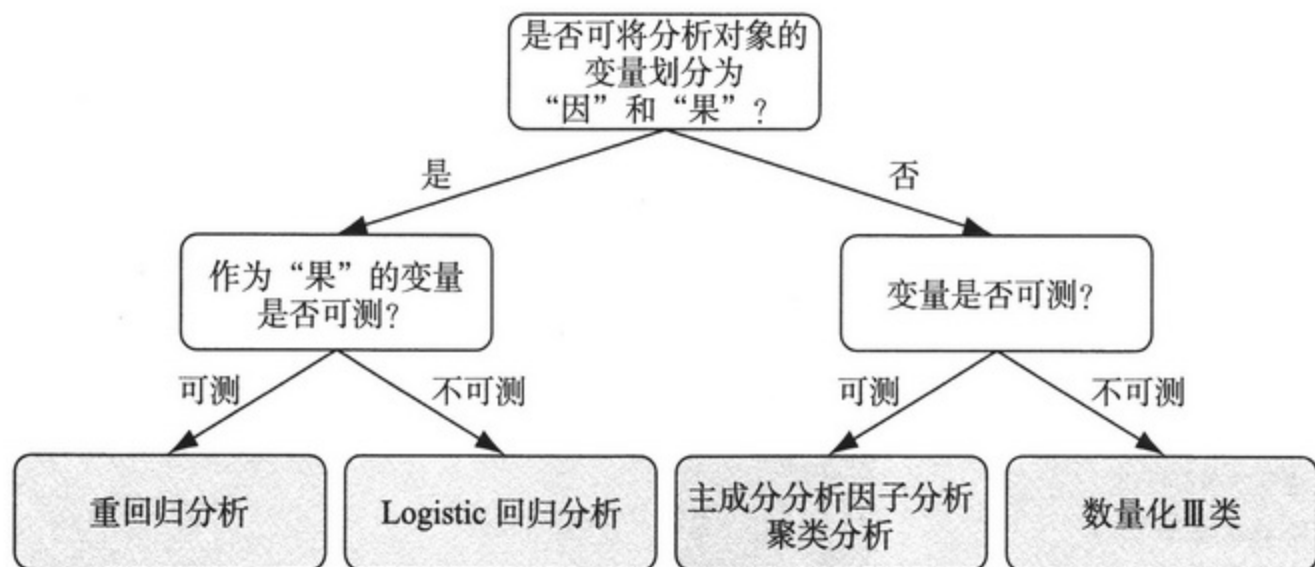 是否可将分析对象的
变量划分为
“因”和“果”？
是
否
作为“果”的变量
是否可测？
变量是否可测？
可测
不可测
可测
不可测
重回归分析
Logistic 回归分析
主成分分析因子分析
聚类分析
数量化Ⅲ类